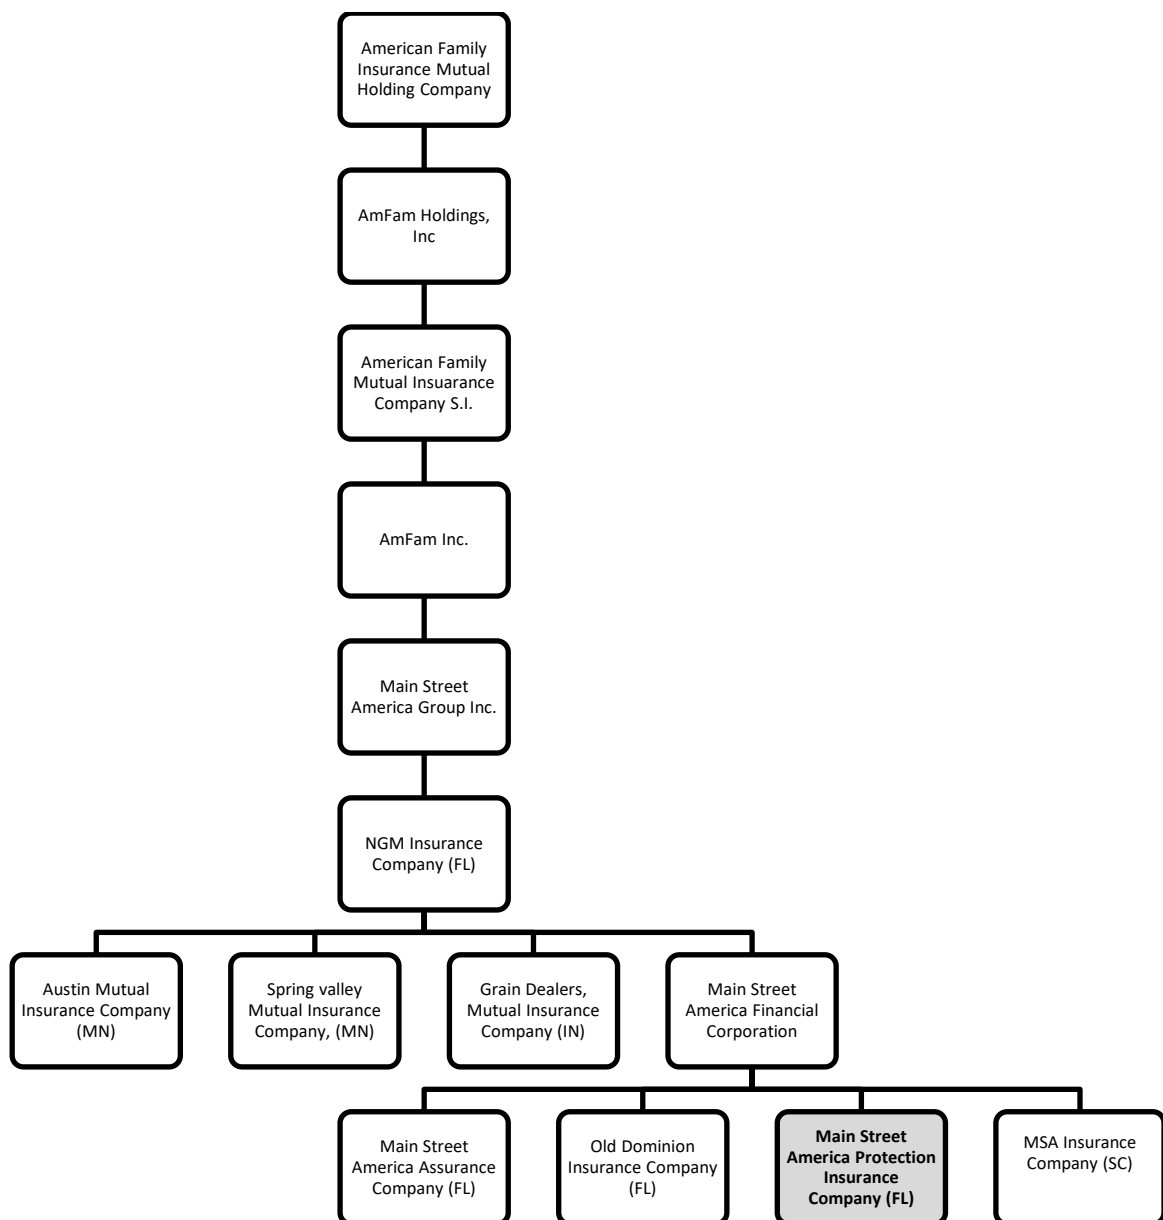 American Family
Insurance Mutual
Holding Company
AmFam Holdings,
Inc
American Family
Mutual Insuarance
Company S.I.
AmFam Inc.
Main Street
America Group Inc.
NGM Insurance
Company (FL)
Austin Mutual
Insurance Company
(MN)
Spring valley
Mutual Insurance
Company, (MN)
Grain Dealers,
Mutual Insurance
Company (IN)
Main Street
America Financial
Corporation
Main Street
America Assurance
Company (FL)
Old Dominion
Insurance Company
(FL)
Main Street
America Protection
Insurance
Company (FL)
MSA Insurance
Company (SC)